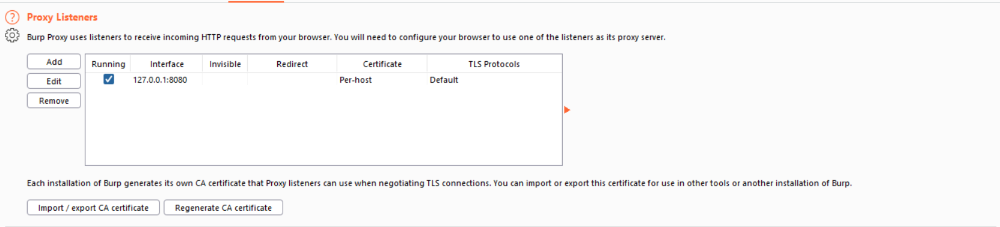 ? Proxy Listeners
Burp Proxy uses listeners to receive incoming HTTP requests from your browser. You will need to configure your browser to use one of the listeners as its proxy server.
Add
Edit
Remove
Running Interface Invisible Redirect Certificate TLS Protocols
127.0.0.1:8080 Per-host Default
Each installation of Burp generates its own CA certificate that Proxy listeners can use when negotiating TLS connections. You can import or export this certificate for use in other tools or another installation of Burp.
Import / export CA certificate Regenerate CA certificate